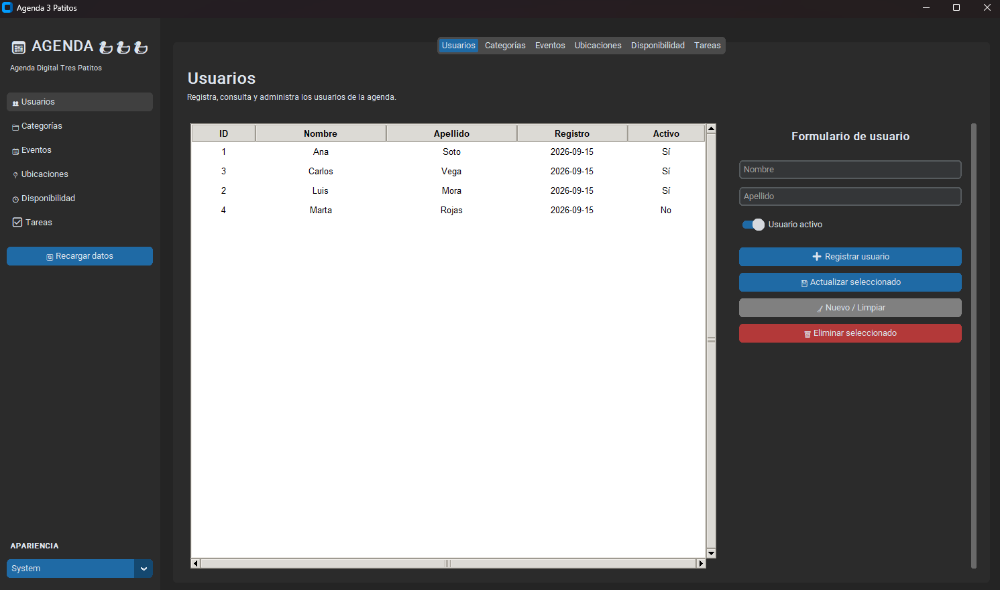 Agenda 3 Patitos
AGENDA
Agenda Digital Tres Patitos
Usuarios
Categorías
Eventos
Ubicaciones
Disponibilidad
Tareas
Recargar datos
APARIENCIA
System
Usuarios Categorías Eventos Ubicaciones Disponibilidad Tareas
Usuarios
Registra, consulta y administra los usuarios de la agenda.
ID Nombre Apellido Registro Activo
1 Ana Soto 2026-09-15 Sí
3 Carlos Vega 2026-09-15 Sí
2 Luis Mora 2026-09-15 Sí
4 Marta Rojas 2026-09-15 No
Formulario de usuario
Nombre
Apellido
Usuario activo
Registrar usuario
Actualizar seleccionado
Nuevo / Limpiar
Eliminar seleccionado